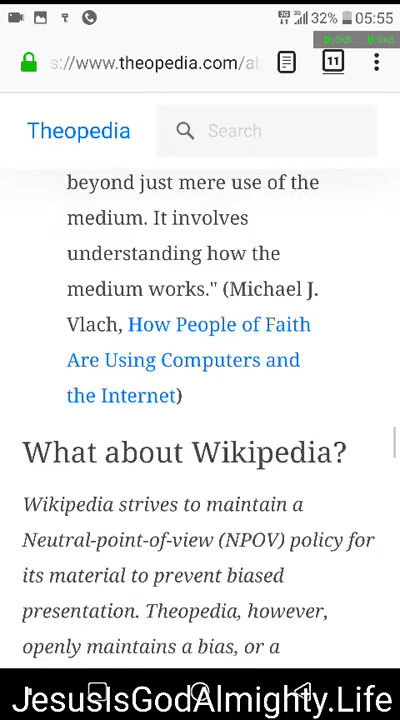 32% 05:55
s://www.theopedia.com/ab
11
Theopedia
Search
beyond just mere use of the
medium. It involves
understanding how the
medium works." (Michael J.
Vlach, How People of Faith
Are Using Computers and
the Internet)
What about Wikipedia?
Wikipedia strives to maintain a
Neutral-point-of-view (NPOV) policy for
its material to prevent biased
presentation. Theopedia, however,
openly maintains a bias, or a
JesusIsGodAlmighty.Life